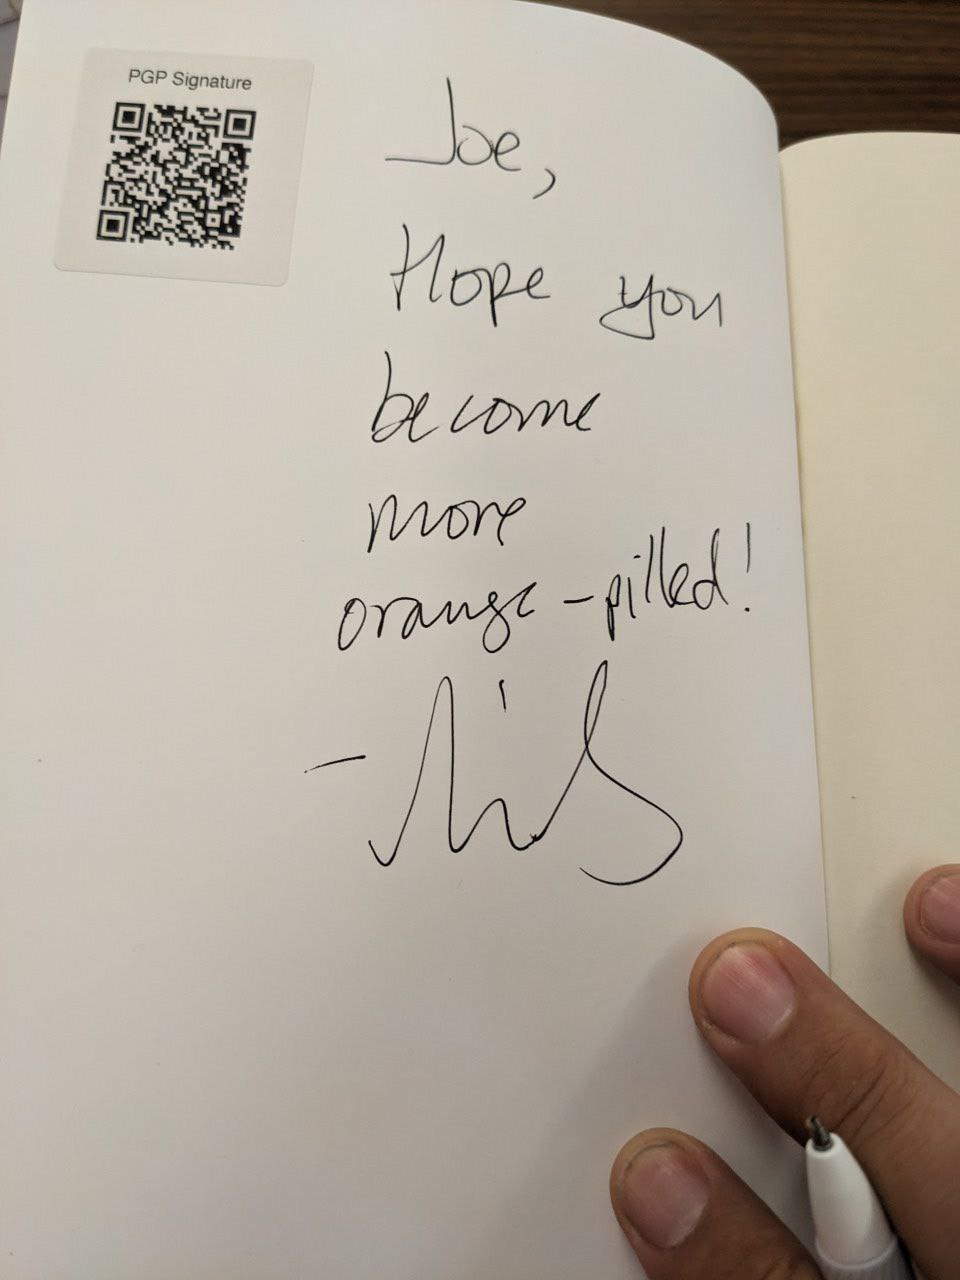 PGP Signature
Joe,
Hope you
become
more
orange-pilled!